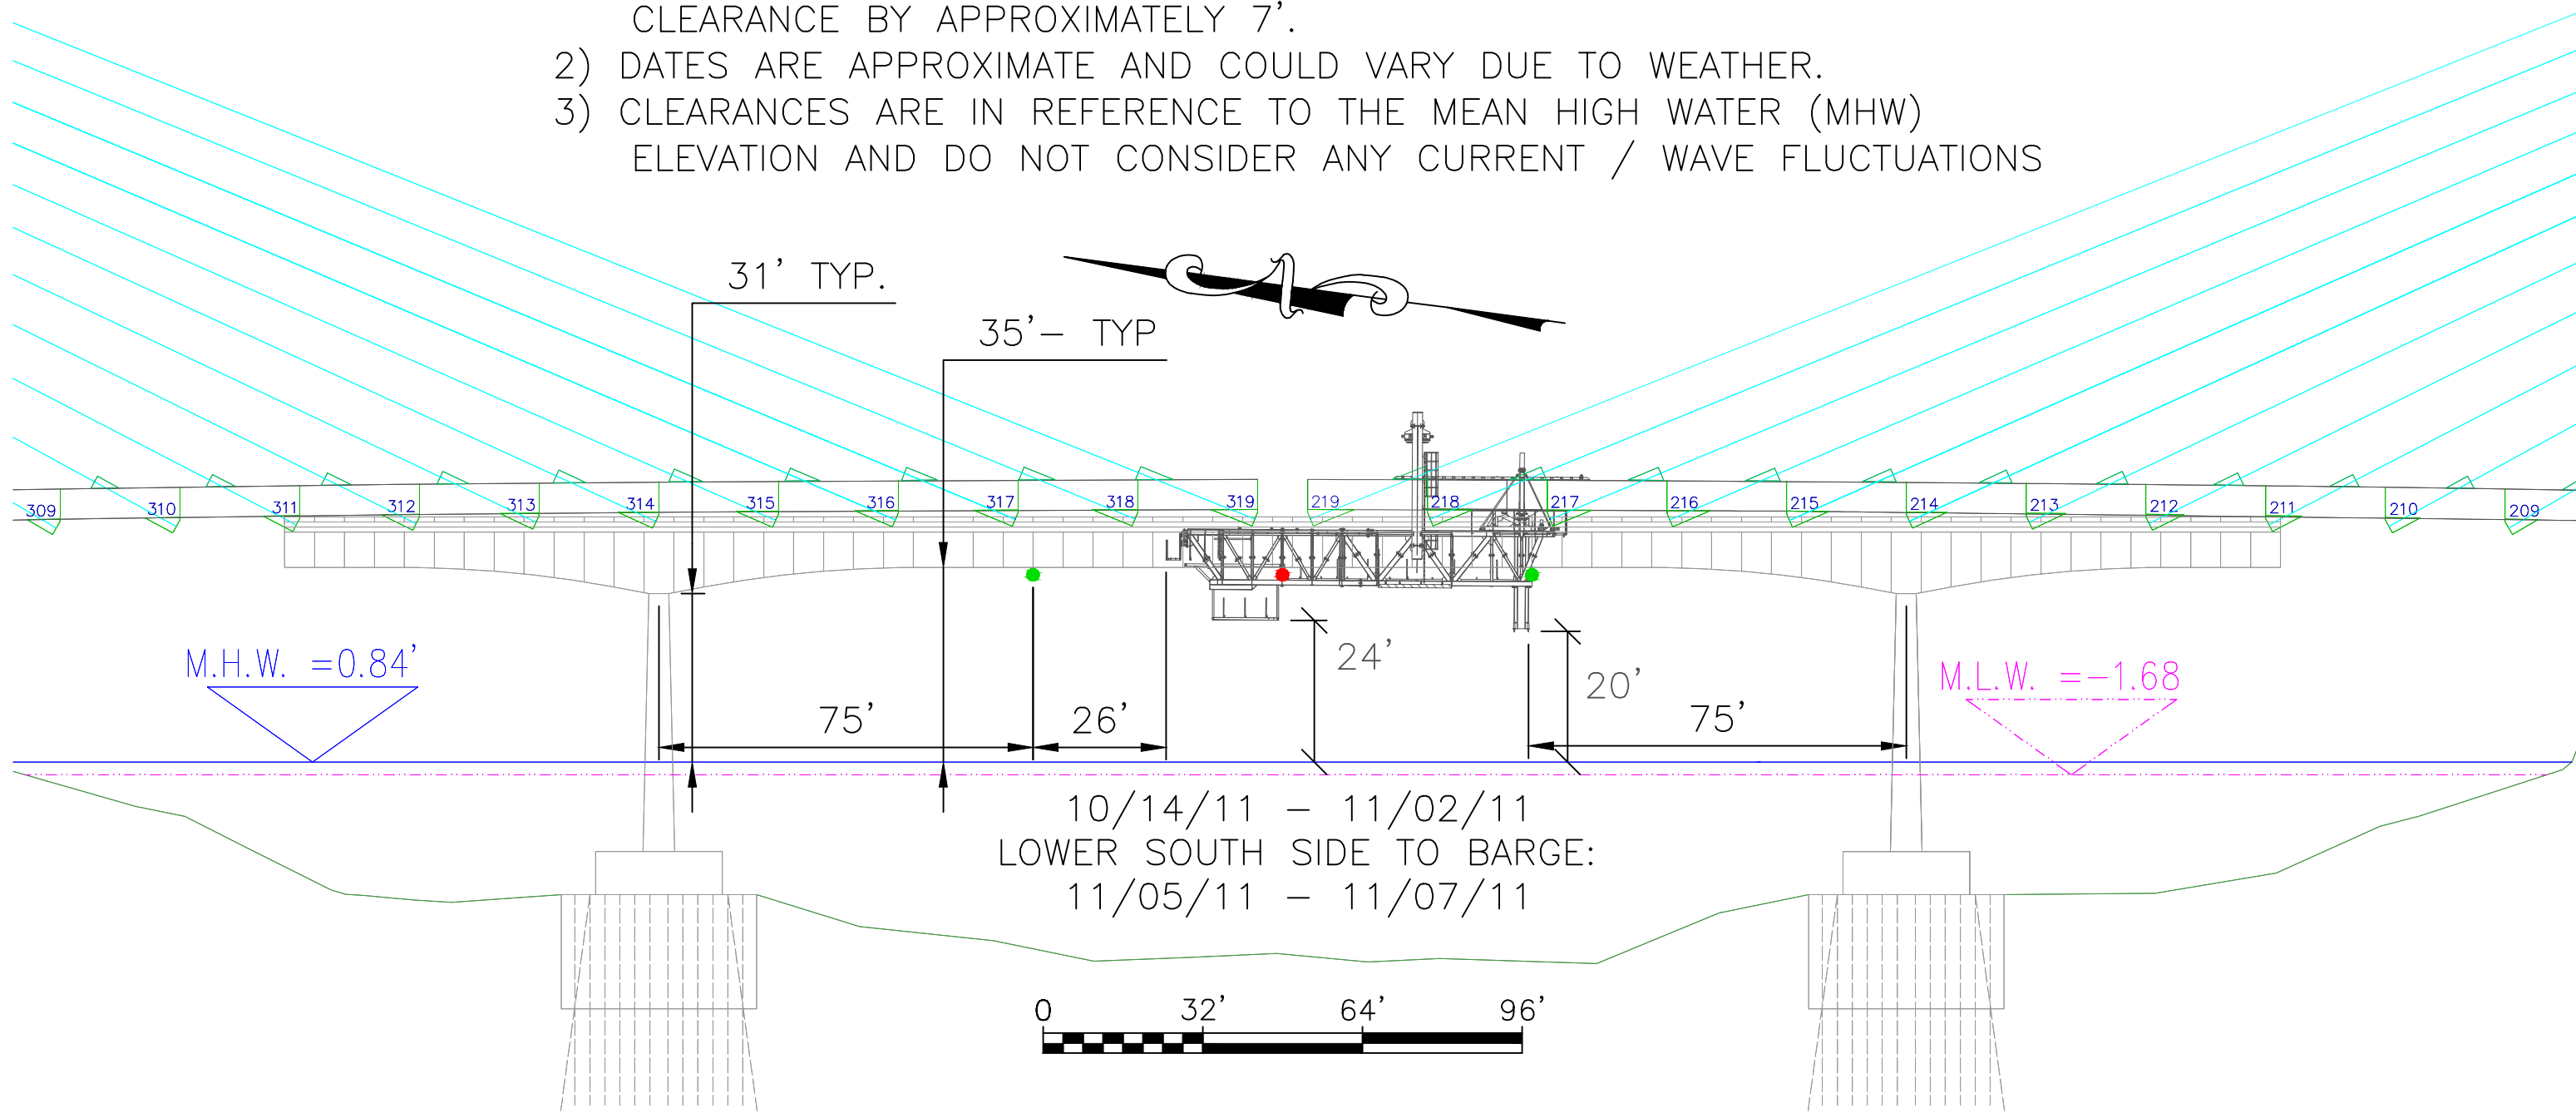 CLEARANCE BY APPROXIMATELY 7'.
2) DATES ARE APPROXIMATE AND COULD VARY DUE TO WEATHER.
3) CLEARANCES ARE IN REFERENCE TO THE MEAN HIGH WATER (MHW)
ELEVATION AND DO NOT CONSIDER ANY CURRENT / WAVE FLUCTUATIONS
31' TYP.
35'- TYP
309 310 311 312 313 314 315 316 317 318 319 219 218 217 216 215 214 213 212 211 210 209
24'
20'
M.H.W. =0.84'
M.L.W. =-1.68
75'
26'
75'
10/14/11 - 11/02/11
LOWER SOUTH SIDE TO BARGE:
11/05/11 - 11/07/11
0 32' 64' 96'